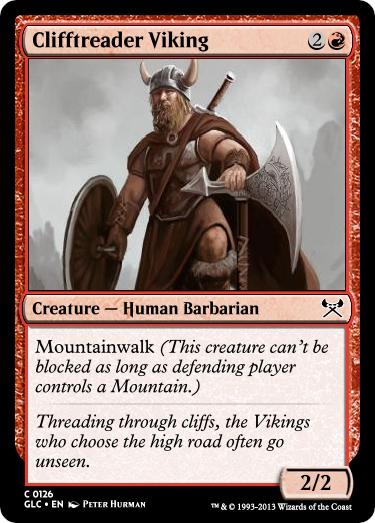 Clifftreader Viking 2
Creature — Human Barbarian
Mountainwalk (This creature can't be
blocked as long as defending player
controls a Mountain.)
Threading through cliffs, the Vikings
who choose the high road often go
unseen.
2/2
C 0126
GLC • EN Peter Hurman
™ & © 1993-2013 Wizards of the Coast